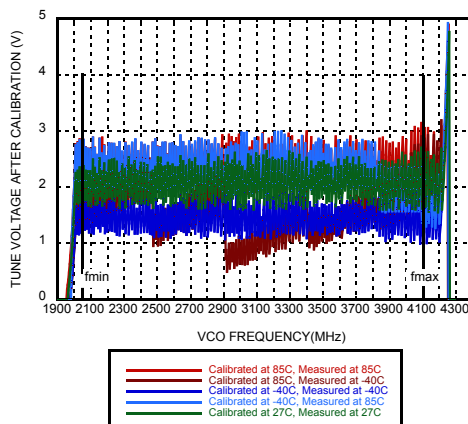 TUNE VOLTAGE AFTER CALIBRATION (V)
5
4
3
2
1
0
fmin
fmax
1900 2100 2300 2500 2700 2900 3100 3300 3500 3700 3900 4100 4300
VCO FREQUENCY(MHz)
Calibrated at 85C, Measured at 85C
Calibrated at 85C, Measured at -40C
Calibrated at -40C, Measured at -40C
Calibrated at -40C, Measured at 85C
Calibrated at 27C, Measured at 27C